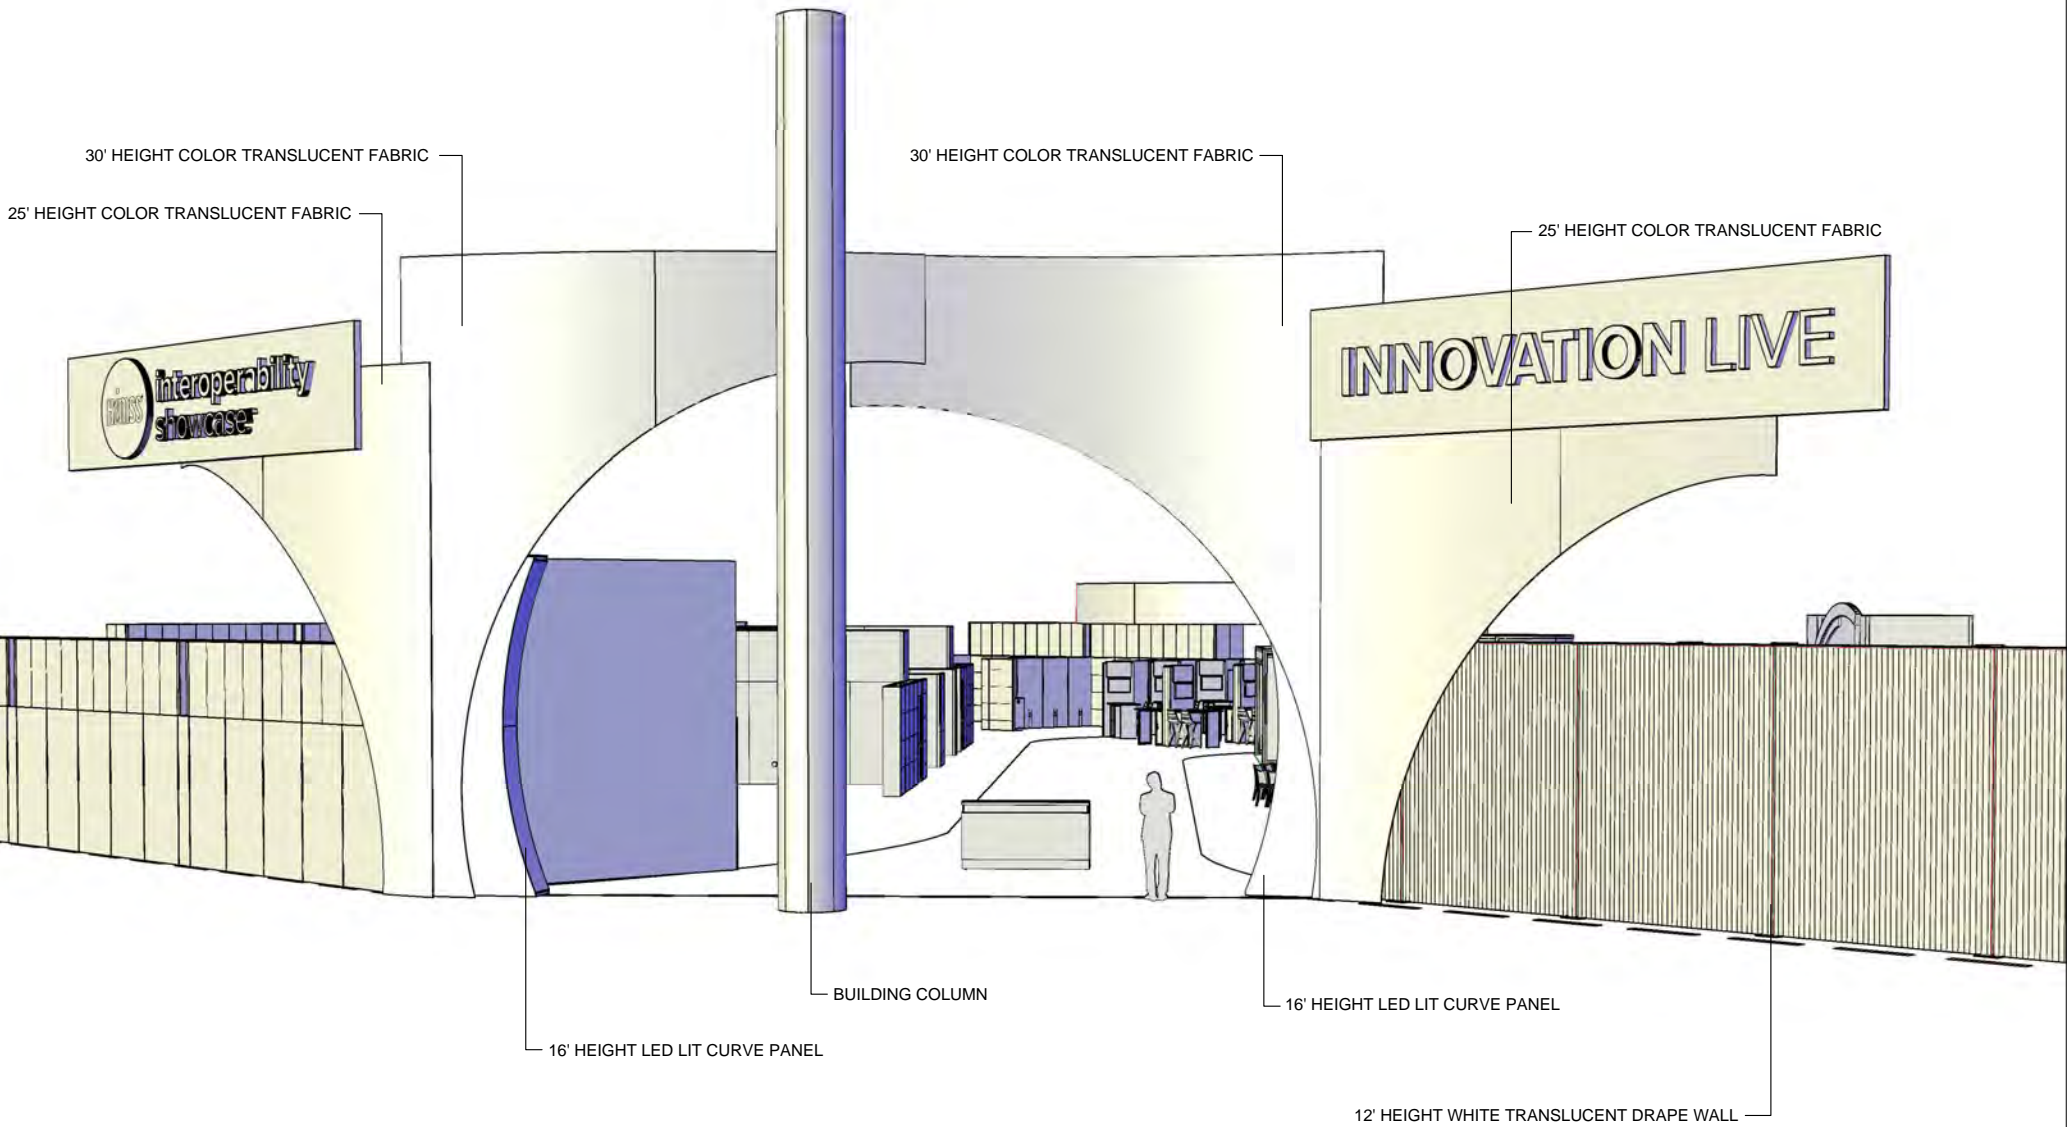 30' HEIGHT COLOR TRANSLUCENT FABRIC
30' HEIGHT COLOR TRANSLUCENT FABRIC
25' HEIGHT COLOR TRANSLUCENT FABRIC
25' HEIGHT COLOR TRANSLUCENT FABRIC
INNOVATION LIVE
himss
interoperability
showcase™
BUILDING COLUMN
16' HEIGHT LED LIT CURVE PANEL
16' HEIGHT LED LIT CURVE PANEL
12' HEIGHT WHITE TRANSLUCENT DRAPE WALL